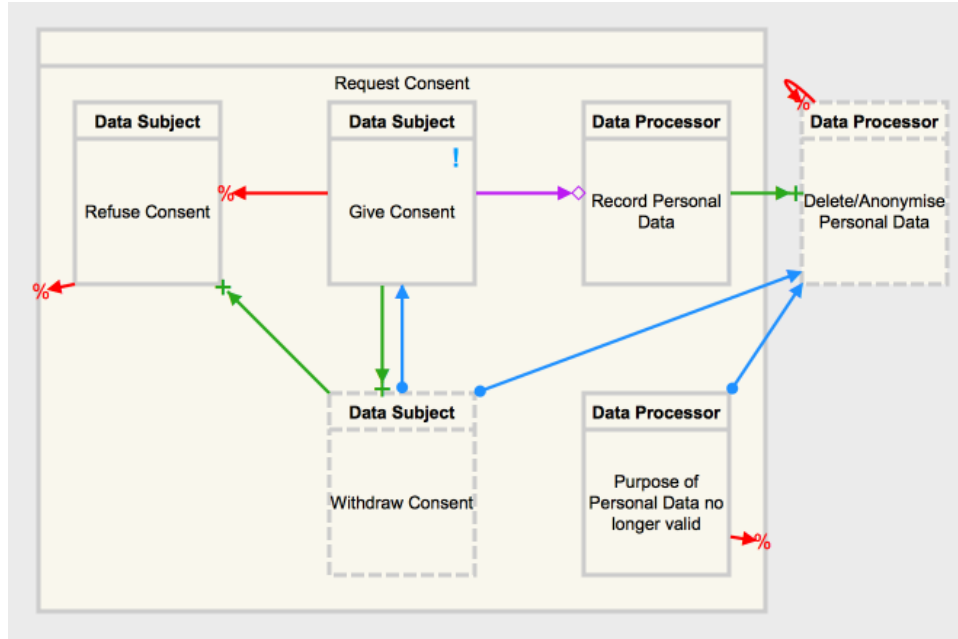 Request Consent
Data Subject
Refuse Consent
%
%
Data Subject
!
Give Consent
Data Processor
Record Personal
Data
%
Data Processor
Delete/Anonymise
Personal Data
+
+
+
Data Subject
Withdraw Consent
Data Processor
Purpose of
Personal Data no
longer valid
%